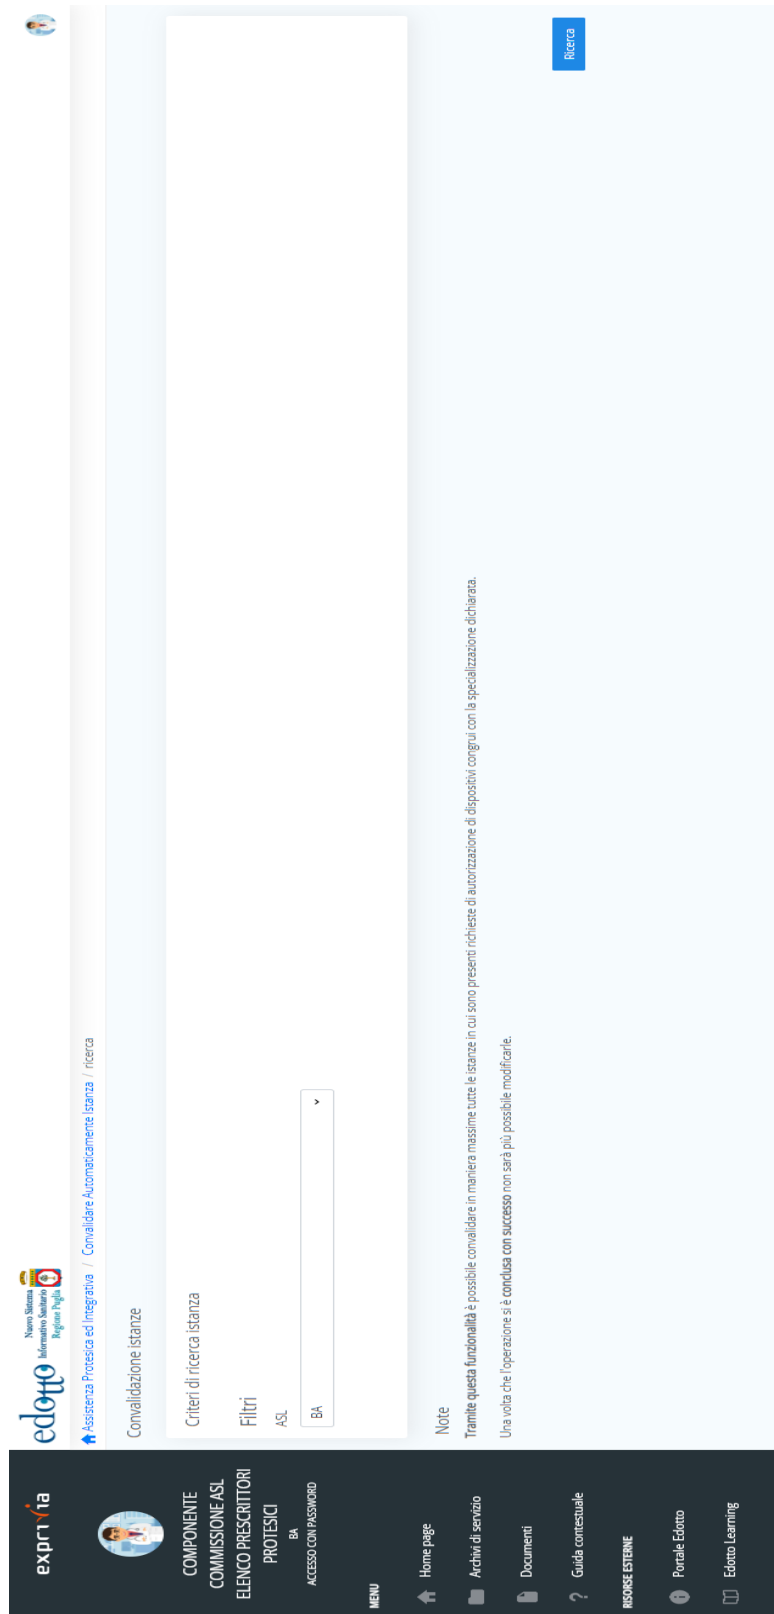 exprivia
COMPONENTE
COMMISSIONE ASL
ELENCO PRESCRITTORI
PROTESICI
BA
ACCESSO CON PASSWORD
MENU
Home page
Archivi di servizio
Documenti
Guida contestuale
RISORSE ESTERNE
Portale Edotto
Edotto Learning
edotto
Nuovo Sistema
Informativo Sanitario
Regione Puglia
Assistenza Protesica ed Integrativa / Convalidare Automaticamente Istanza / ricerca
Convalidazione istanze
Criteri di ricerca istanza
Filtri
ASL
BA
Note
Tramite questa funzionalità è possibile convalidare in maniera massime tutte le istanze in cui sono presenti richieste di autorizzazione di dispositivi congrui con la specializzazione dichiarata.
Una volta che l'operazione si è conclusa con successo non sarà più possibile modificarle.
Ricerca